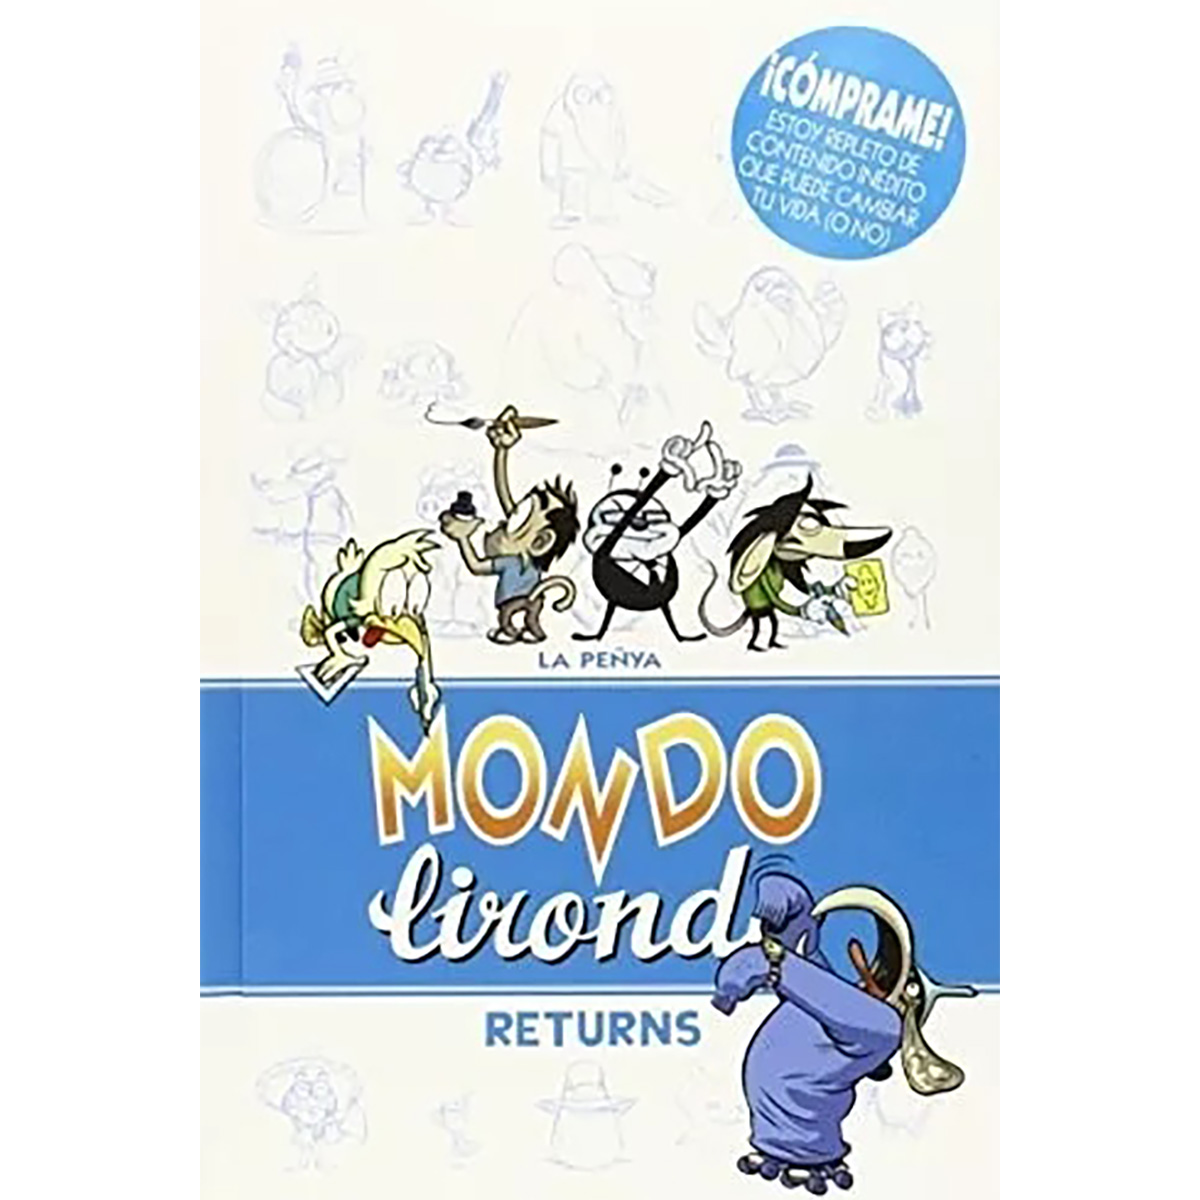 ¡CÓMPRAME!
ESTOY REPLETO DE
CONTENIDO INÉDITO
QUE PUEDE CAMBIAR
TU VIDA (O NO)
LA PEÑYA
MONDO
lirond
RETURNS